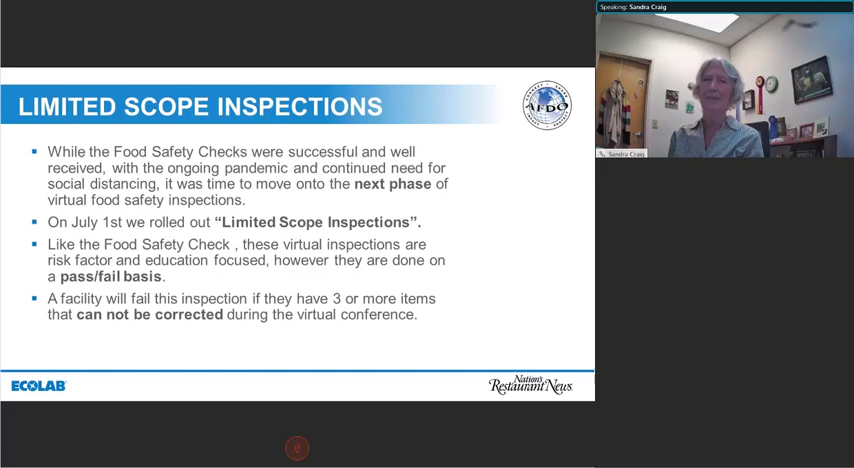 Speaking: Sandra Craig
LIMITED SCOPE INSPECTIONS
AFDO
While the Food Safety Checks were successful and well
received, with the ongoing pandemic and continued need for
social distancing, it was time to move onto the next phase of
virtual food safety inspections.
On July 1st we rolled out “Limited Scope Inspections”.
Like the Food Safety Check , these virtual inspections are
risk factor and education focused, however they are done on
a pass/fail basis.
A facility will fail this inspection if they have 3 or more items
that can not be corrected during the virtual conference.
Sandra Craig
ECOLAB
Nation's
Restaurant News